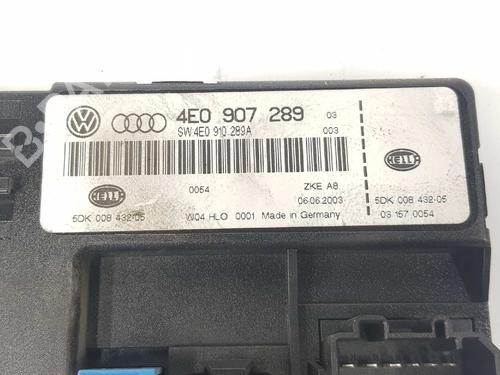 4E0 907 289 03
SW 4E0 910 289A 003
0054 ZKE A8
HELLA 06.06.2003 HELLA
5DK 008 432-05 W04 HLO 0001 Made in Germany 5DK 008 432-05
03 157 0054